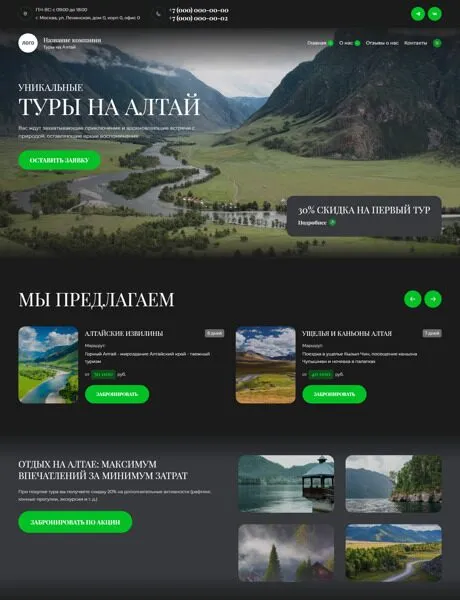 ПН-ВС: с 09:00 до 18:00
г. Москва, ул. Ленинская, дом 0, корп 0, офис 0
+7 (000) 000-00-00
+7 (000) 000-00-02
ЛОГО
Название компании
Туры на Алтай
Главная
О нас
Отзывы о нас
Контакты
УНИКАЛЬНЫЕ
ТУРЫ НА АЛТАЙ
Вас ждут захватывающие приключения и вдохновляющие встречи с
природой, оставляющие яркие воспоминания
ОСТАВИТЬ ЗАЯВКУ
30% СКИДКА НА ПЕРВЫЙ ТУР
Подробнее
МЫ ПРЕДЛАГАЕМ
АЛТАЙСКИЕ ИЗВИЛИНЫ
дней
Маршрут:
Горный Алтай - мироздание Алтайский край - таежный
туризм
от 30 000 руб.
ЗАБРОНИРОВАТЬ
УЩЕЛЬЯ И КАНЬОНЫ АЛТАЯ
дней
Маршрут:
Поездка в ущелье Кызыл Чин, посещение каньона
Чулышман и ночевка в палатках
от 40 000 руб.
ЗАБРОНИРОВАТЬ
ОТДЫХ НА АЛТАЕ: МАКСИМУМ
ВПЕЧАТЛЕНИЙ ЗА МИНИМУМ ЗАТРАТ
При покупке тура вы получаете скидку 20% на дополнительные активности (рафтинг,
конные прогулки, экскурсии и т. д.)
ЗАБРОНИРОВАТЬ ПО АКЦИИ